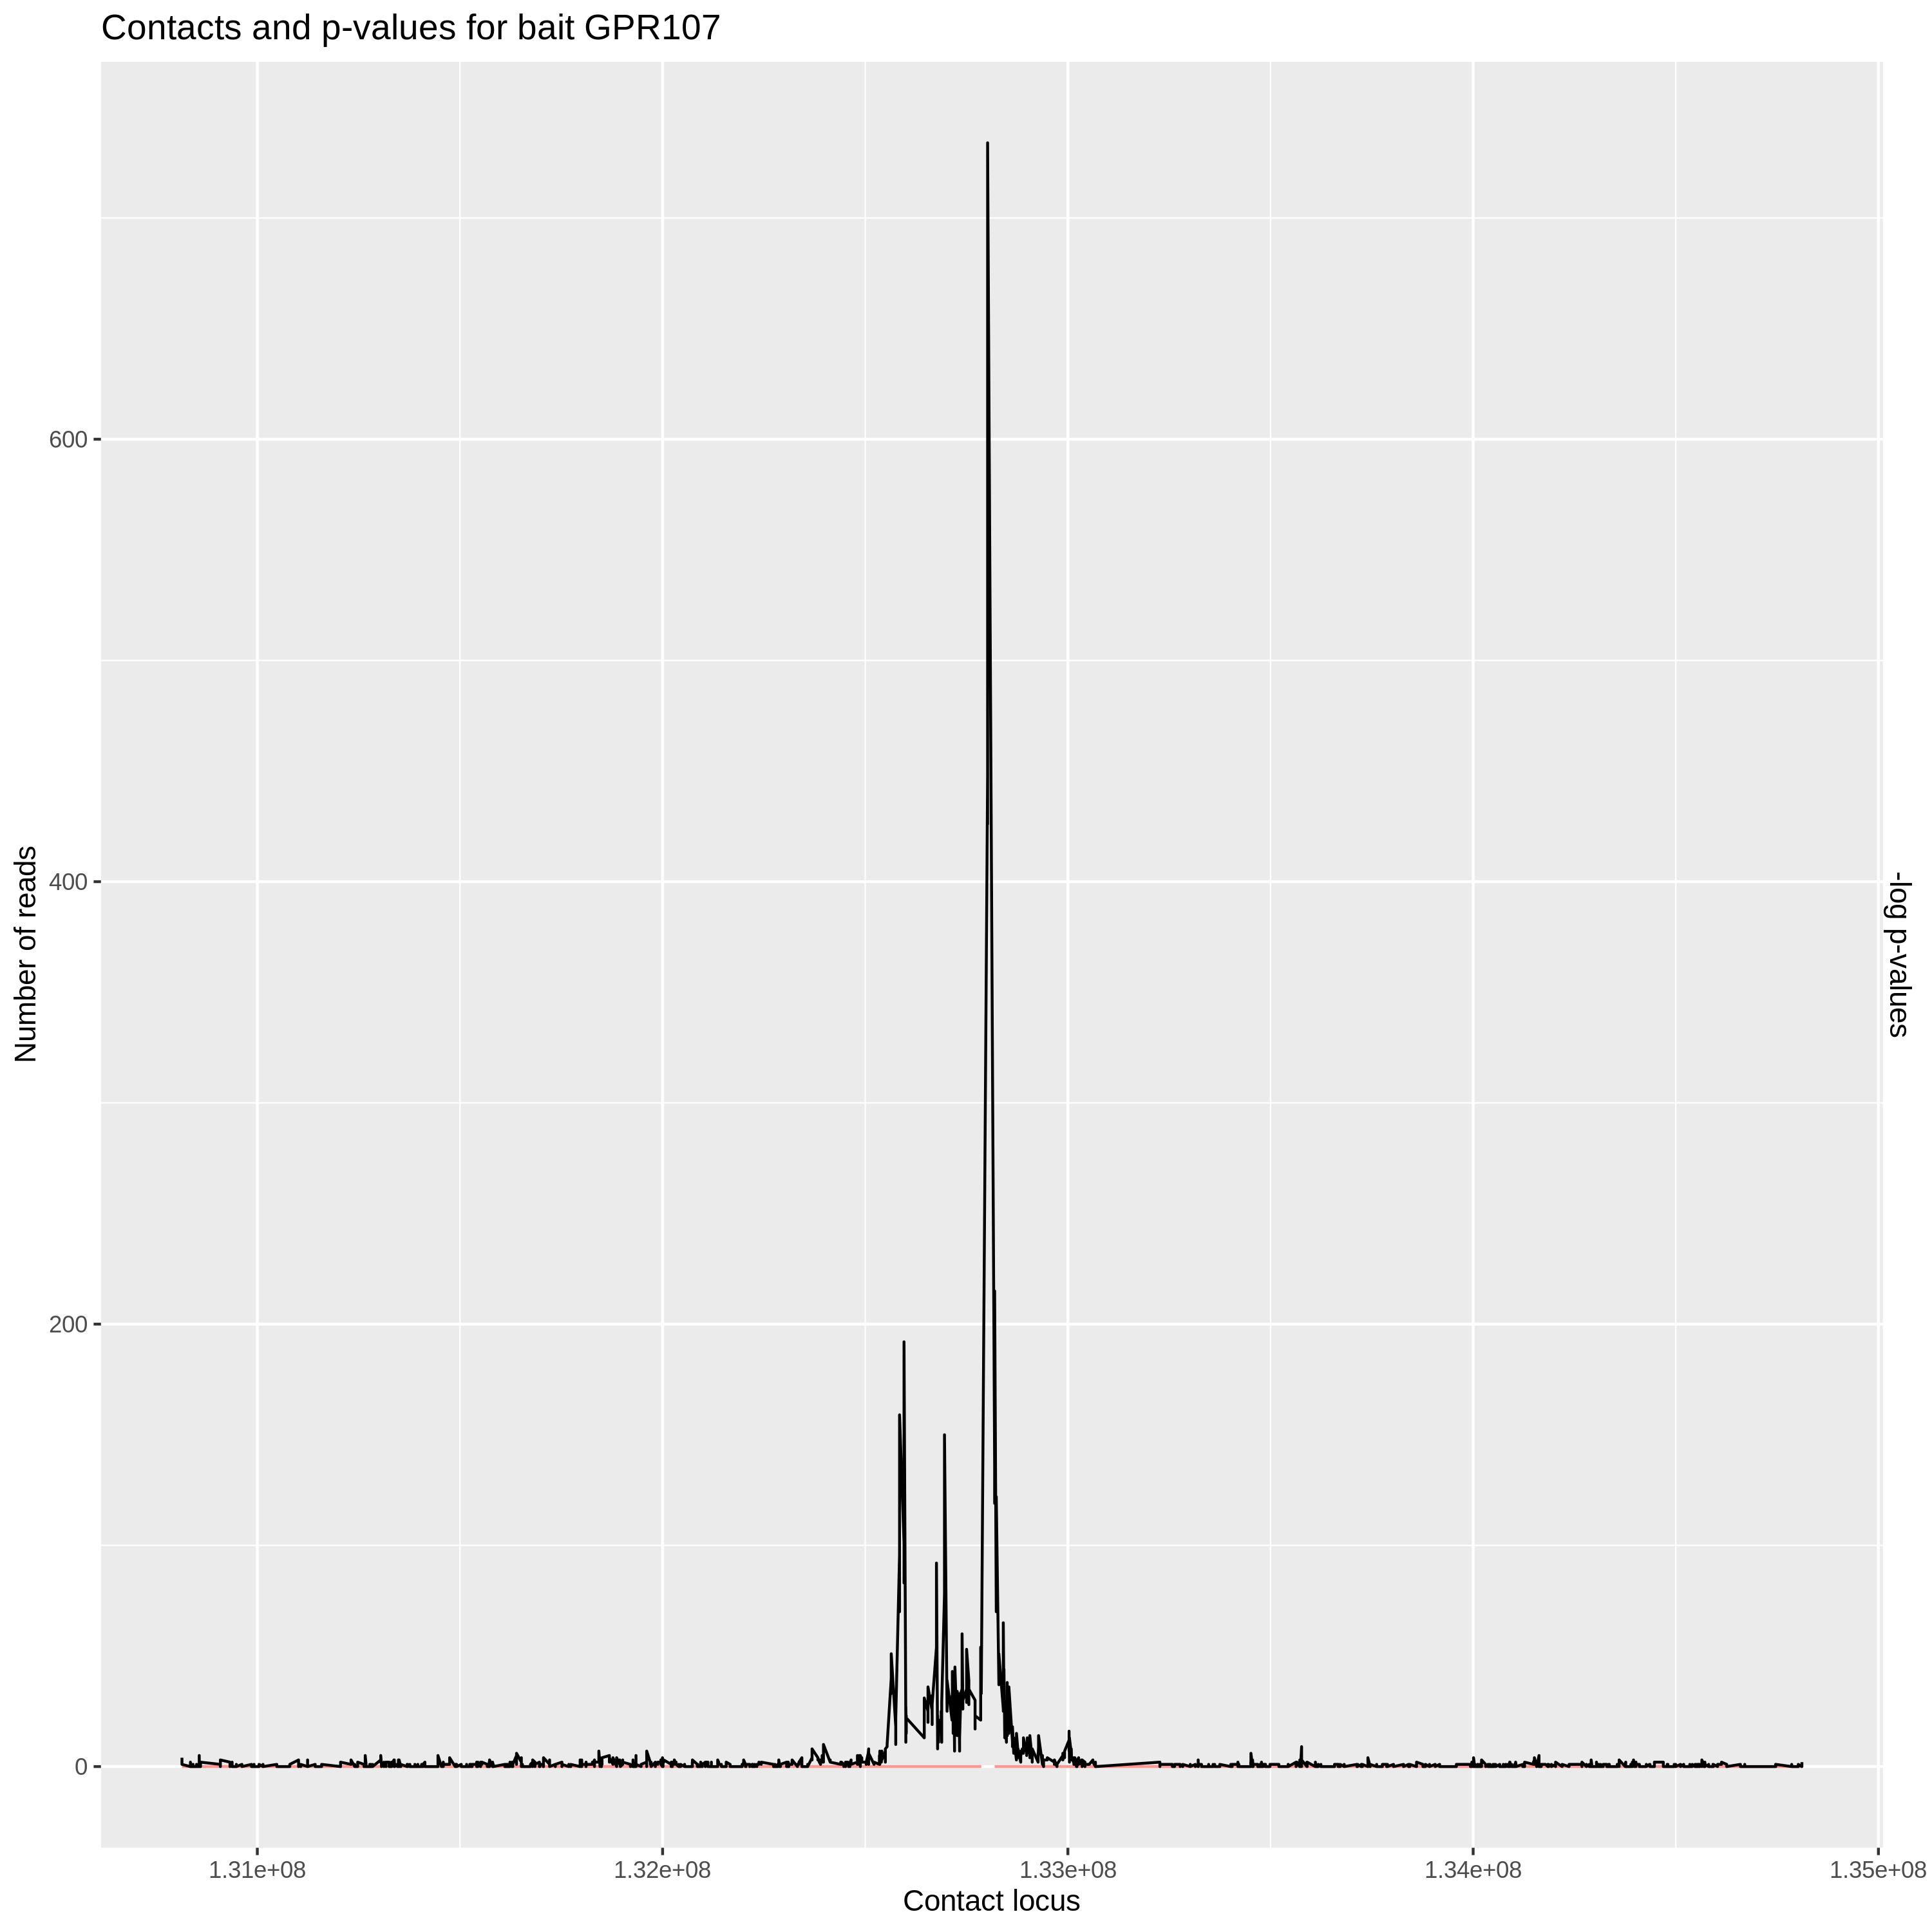 Contacts and p-values for bait GPR107
600
400
200
0
Number of reads
-log p-values
1.31e+08
1.32e+08
1.33e+08
1.34e+08
1.35e+08
Contact locus